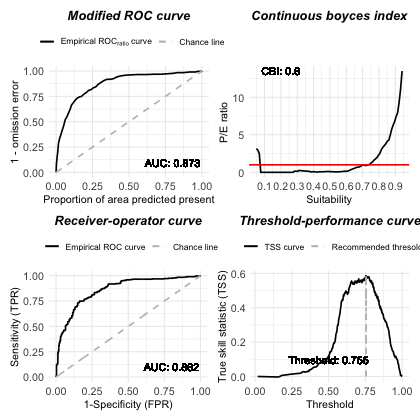 Modified ROC curve
Empirical ROCratio curve
Chance line
1 - omission error
1.00
0.75
0.50
0.25
0.00
AUC: 0.873
0.00 0.25 0.50 0.75 1.00
Proportion of area predicted present
Continuous boyces index
CBI: 0.6
P/E ratio
10
5
0
0.1 0.2 0.3 0.4 0.5 0.6 0.7 0.8 0.9
Suitability
Receiver-operator curve
Empirical ROC curve
Chance line
Sensitivity (TPR)
1.00
0.75
0.50
0.25
0.00
AUC: 0.882
0.00 0.25 0.50 0.75 1.00
1-Specificity (FPR)
Threshold-performance curve
TSS curve
Recommended threshol
True skill statistic (TSS)
0.6
0.4
0.2
0.0
Threshold: 0.755
0.00 0.25 0.50 0.75 1.00
Threshold